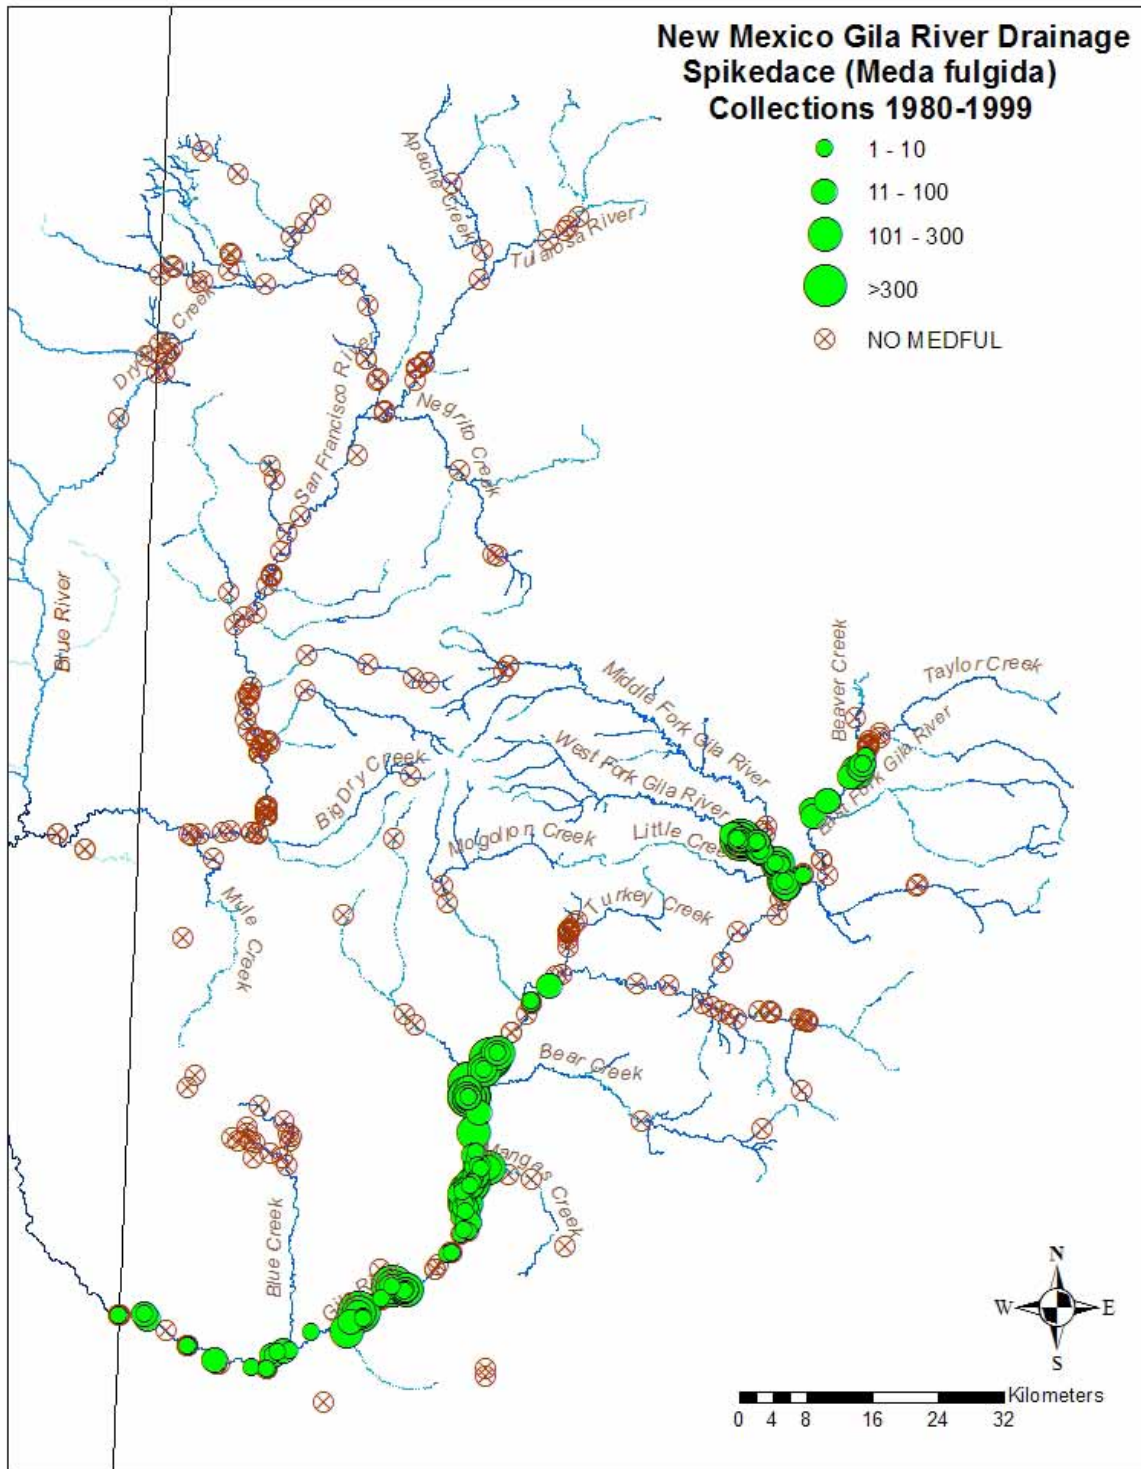 New Mexico Gila River Drainage
Spikedace (Meda fulgida)
Collections 1980-1999
1 - 10
11 - 100
101 - 300
>300
NO MEDFUL
Apache Creek
Tularosa River
Dry Creek
San Francisco River
Negrito Creek
Blue River
Beaver Creek
Taylor Creek
Middle Fork Gila River
West Fork Gila River
East Fork Gila River
Big Dry Creek
Mogollon Creek
Little Creek
Turkey Creek
Mule Creek
Bear Creek
Mangas Creek
Blue Creek
Gila River
N
W
E
S
Kilometers
0 4 8 16 24 32